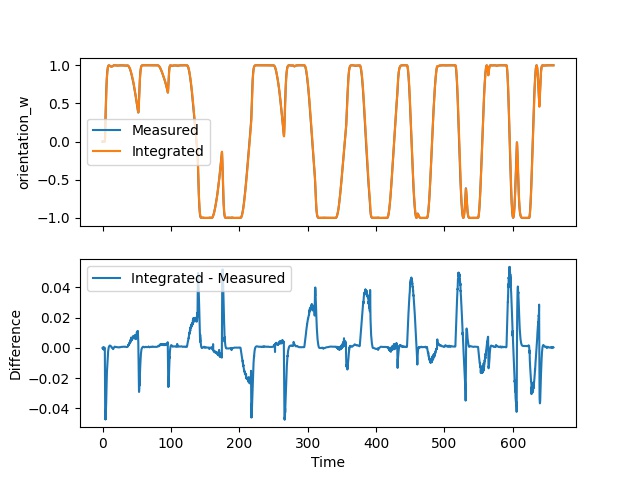 1.0
0.5
0.0
−0.5
−1.0
orientation_w
Measured
Integrated
0.04
0.02
0.00
−0.02
−0.04
Difference
Integrated - Measured
0 100 200 300 400 500 600
Time